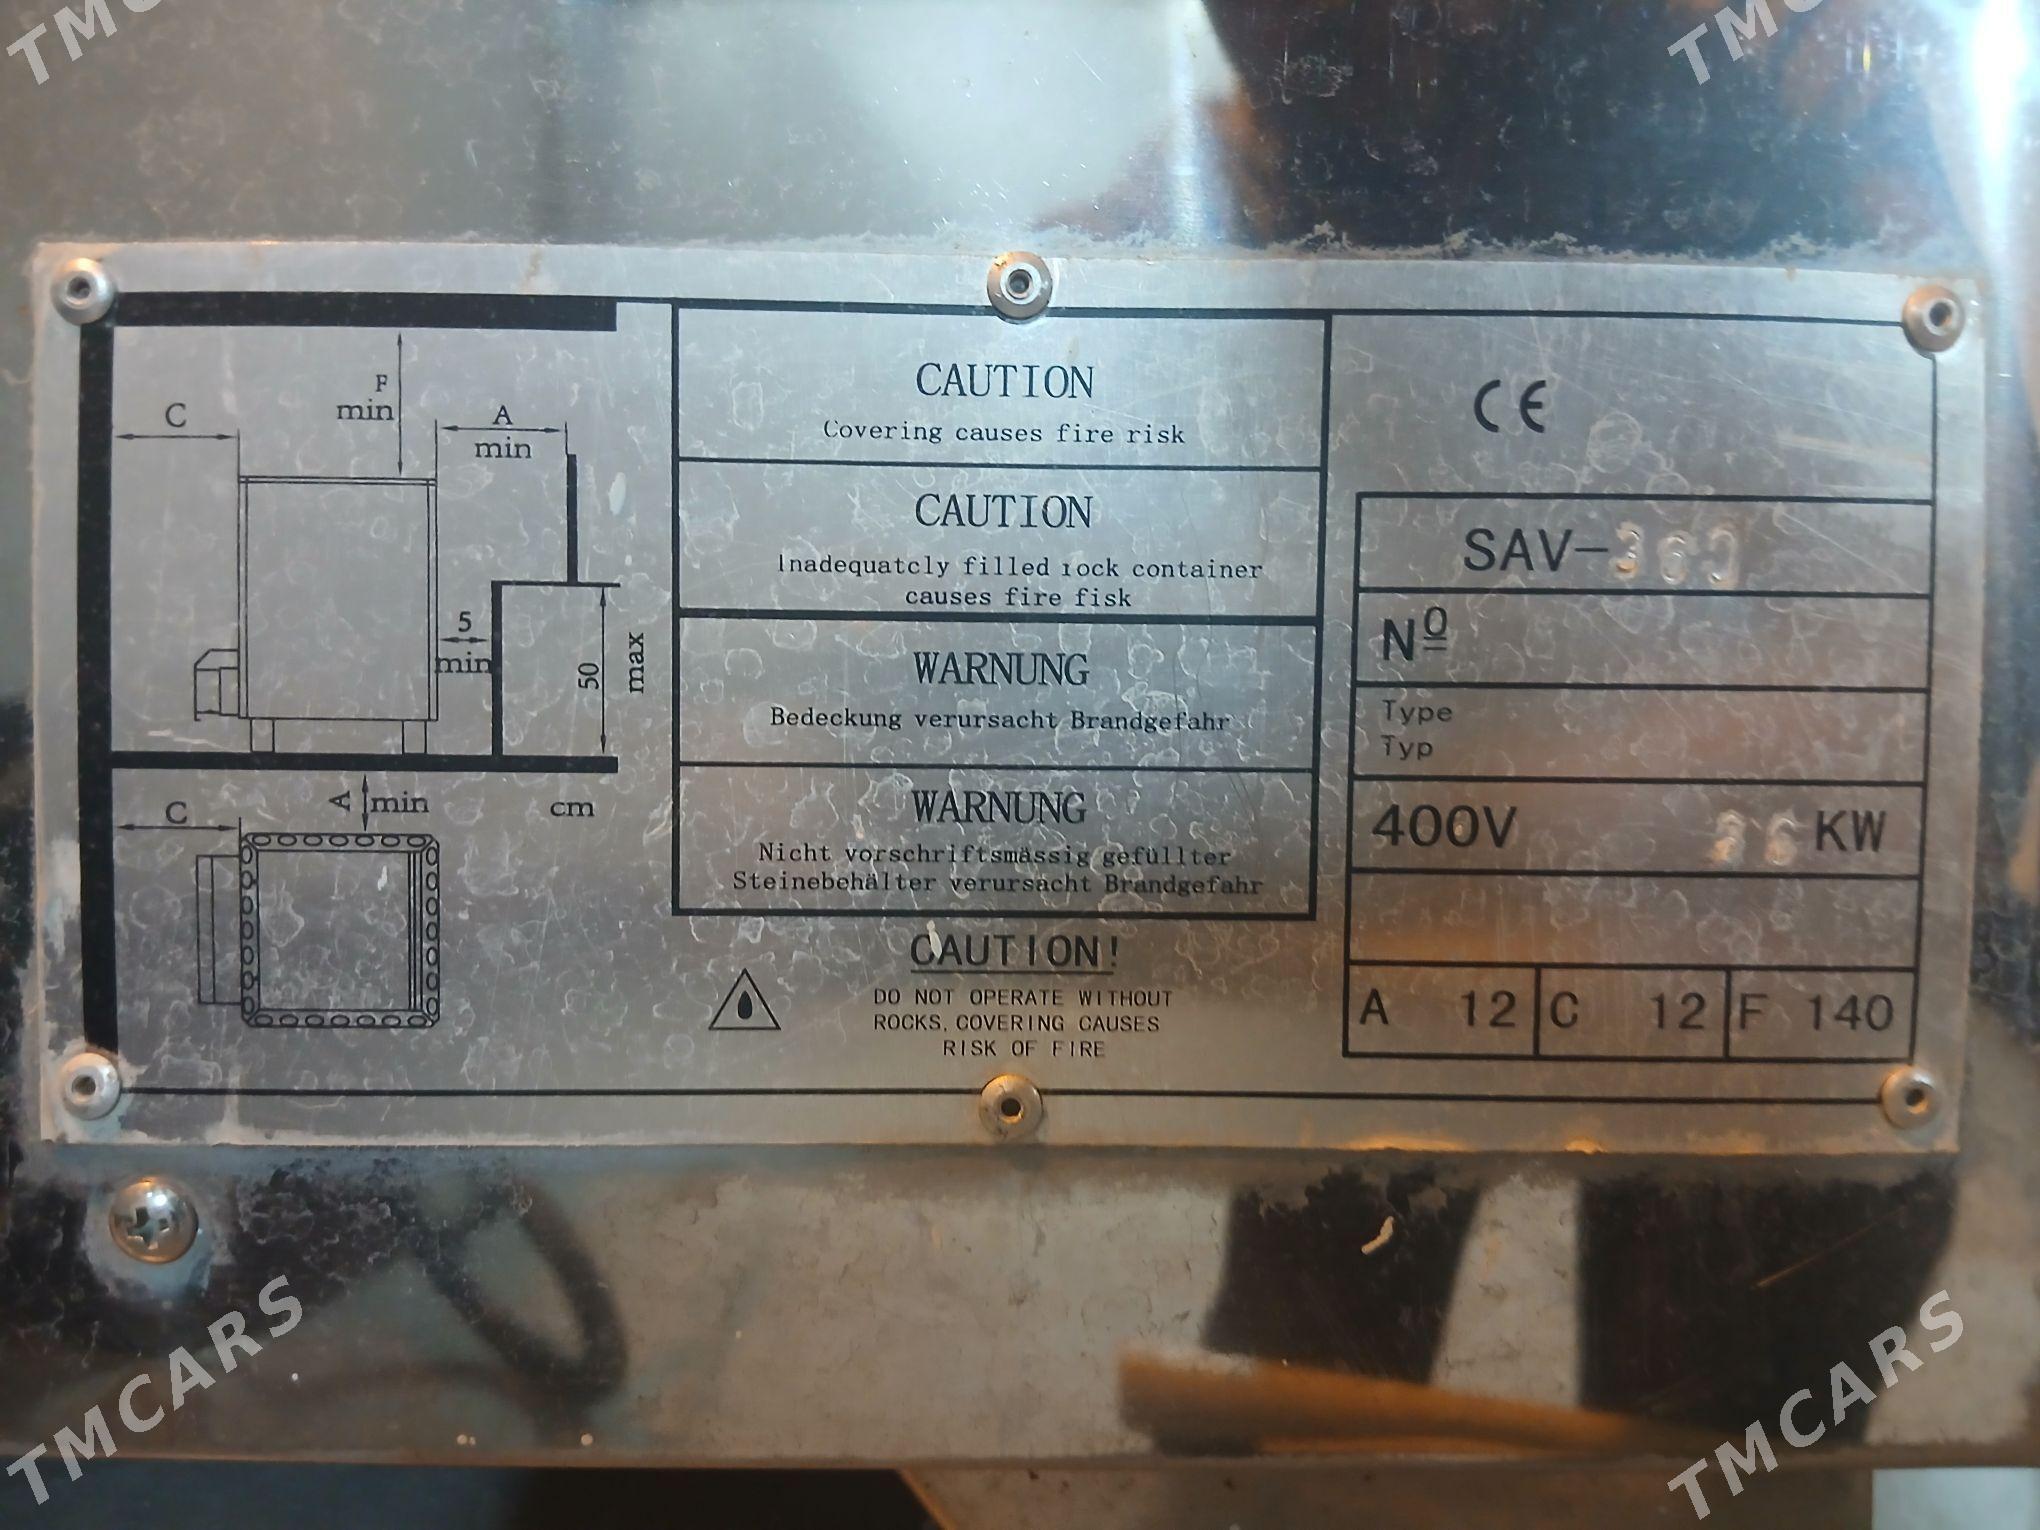 F
min
C
A
min
5
min
50
max
C
A min
cm
CAUTION
Covering causes fire risk
CAUTION
Inadequatcly filled rock container
causes fire fisk
WARNUNG
Bedeckung verursacht Brandgefahr
WARNUNG
Nicht vorschriftsmässig gefüllter
Steinebehälter verursacht Brandgefahr
CAUTION!
DO NOT OPERATE WITHOUT
ROCKS, COVERING CAUSES
RISK OF FIRE
CE
SAV-360
Nº
Type
Typ
400V 36 KW
A 12 C 12 F 140
TMCARS
TMCARS